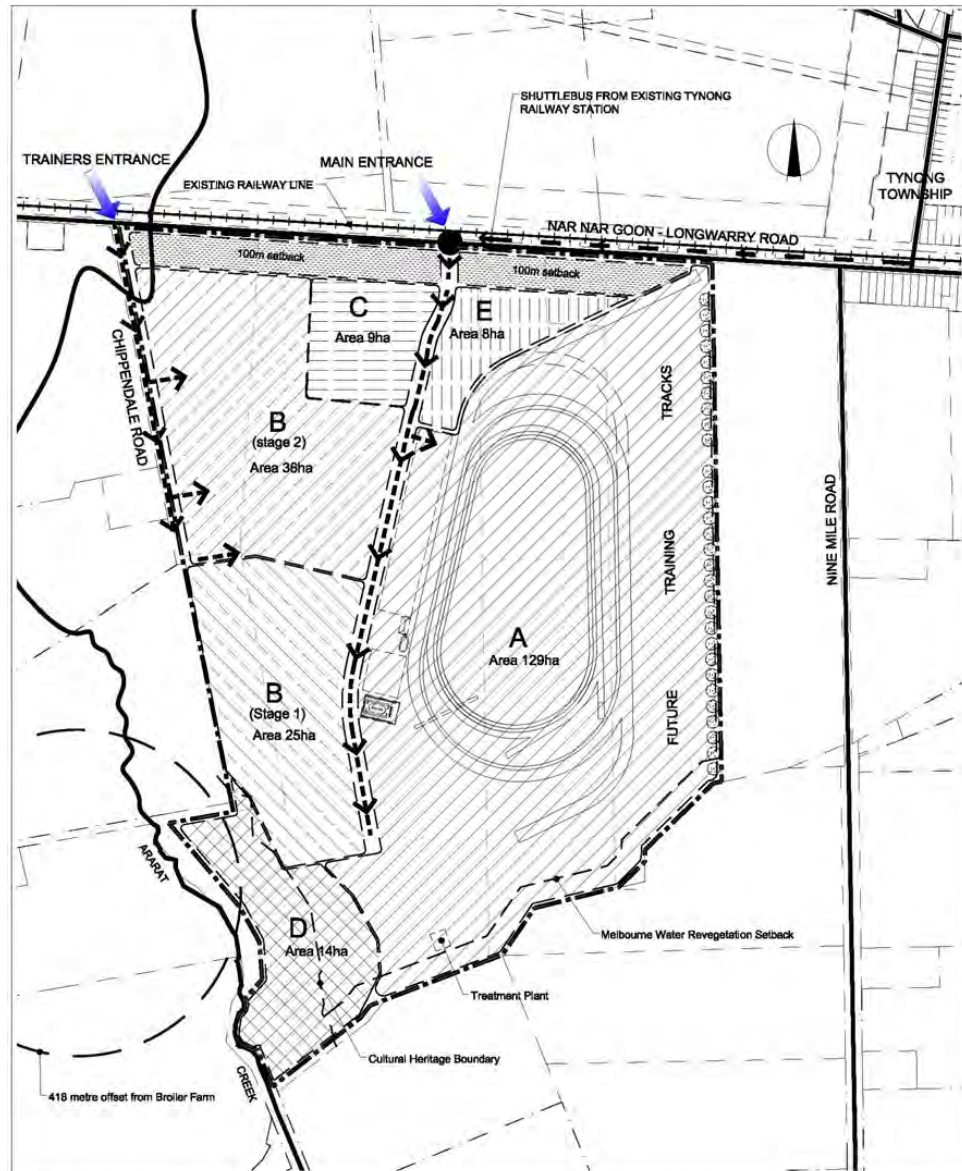 SHUTTLEBUS FROM EXISTING TYNONG
RAILWAY STATION
TRAINERS ENTRANCE
MAIN ENTRANCE
EXISTING RAILWAY LINE
TYNONG
TOWNSHIP
NAR NAR GOON - LONGWARRY ROAD
100m setback
100m setback
C
Area 9ha
E
Area 8ha
CHIPPENDALE ROAD
TRACKS
B
(stage 2)
Area 38ha
NINE MILE ROAD
TRAINING
A
Area 129ha
B
(Stage 1)
Area 25ha
FUTURE
ARARAT
D
Area 14ha
Melbourne Water Revegetation Setback
Treatment Plant
Cultural Heritage Boundary
CREEK
418 metre offset from Broiler Farm